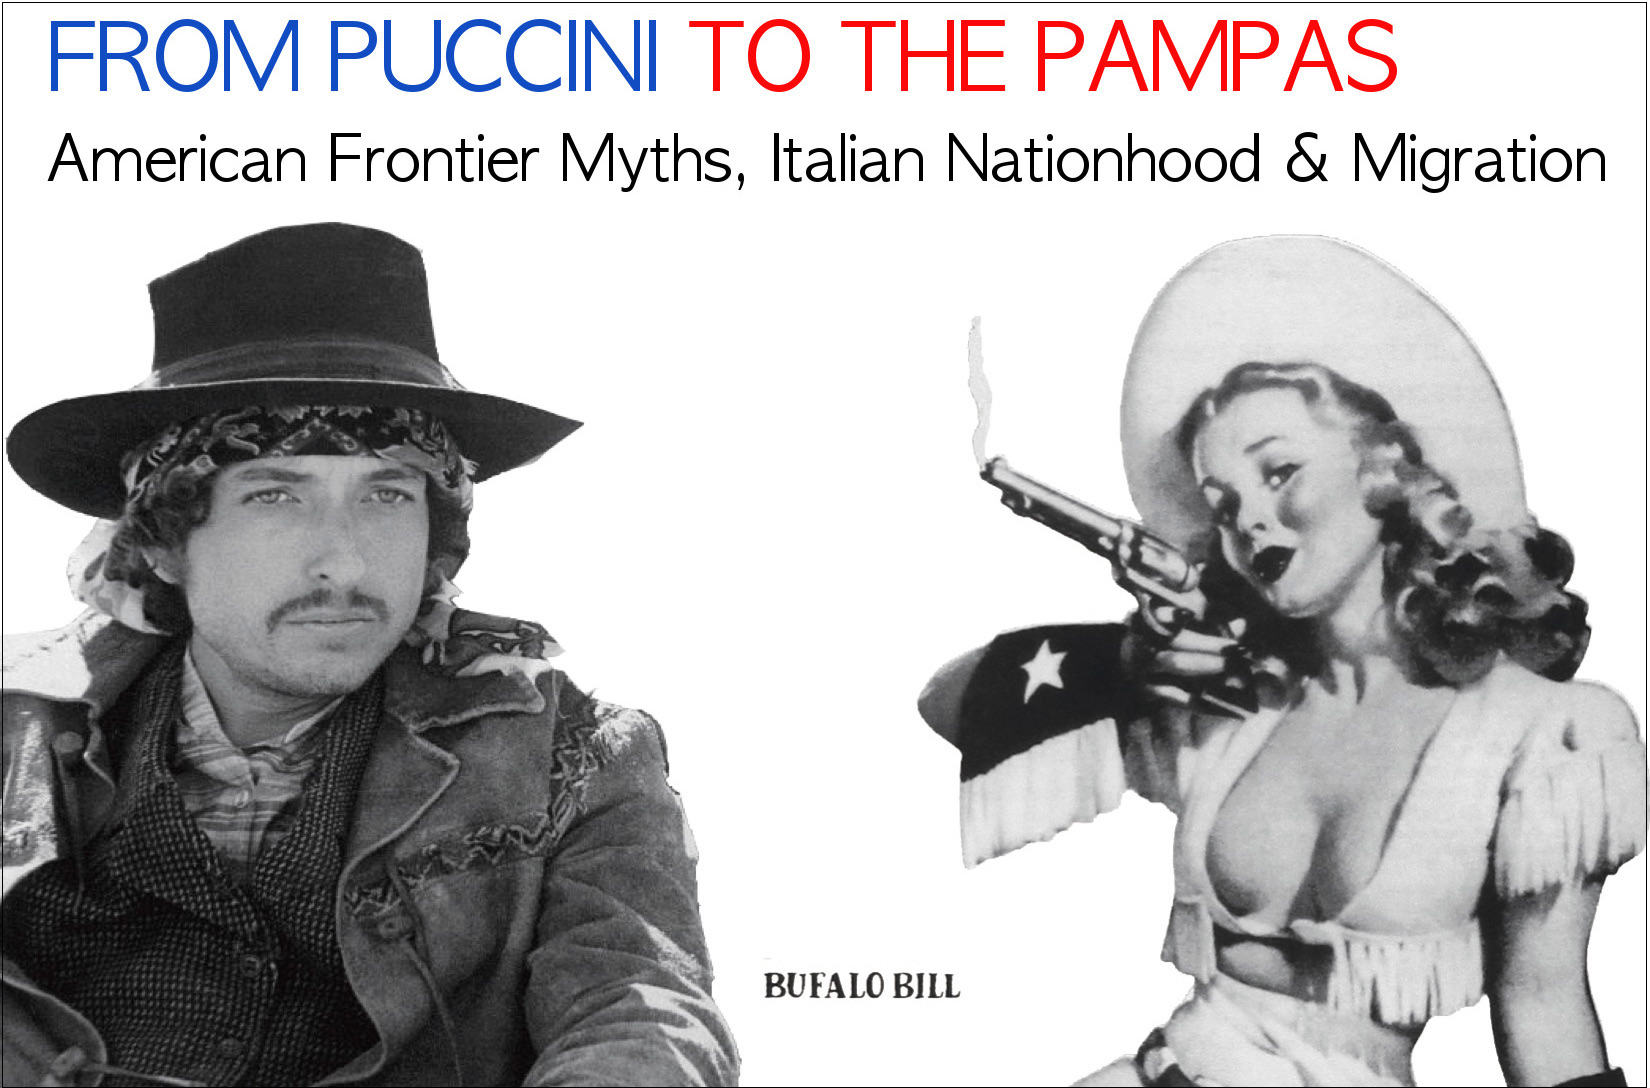 FROM PUCCINI TO THE PAMPAS
American Frontier Myths, Italian Nationhood & Migration
BUFALO BILL